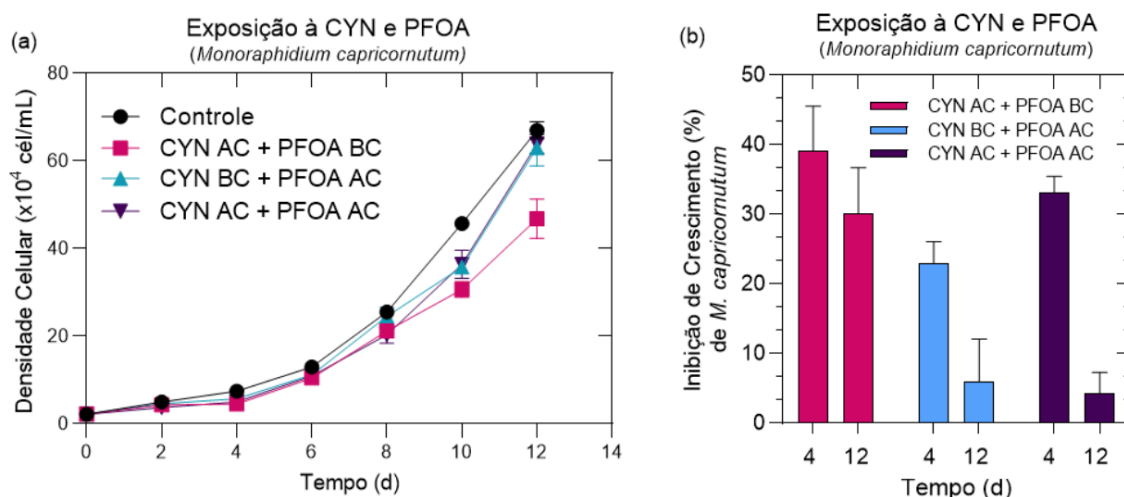 (a)
Exposição à CYN e PFOA
(Monoraphidium capricornutum)
Densidade Celular (x10⁴ cél/mL)
80
60
40
20
0
Controle
CYN AC + PFOA BC
CYN BC + PFOA AC
CYN AC + PFOA AC
0 2 4 6 8 10 12 14
Tempo (d)
(b)
Exposição à CYN e PFOA
(Monoraphidium capricornutum)
Inibição de Crescimento (%)
de M. capricornutum
50
40
30
20
10
0
CYN AC + PFOA BC
CYN BC + PFOA AC
CYN AC + PFOA AC
4 12 4 12 4 12
Tempo (d)